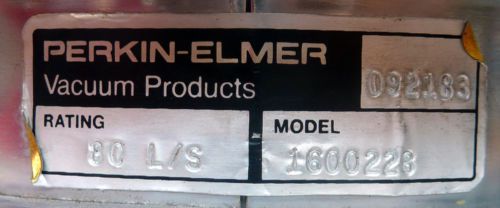 PERKIN-ELMER
Vacuum Products 092183
RATING MODEL
80 L/S 1600228